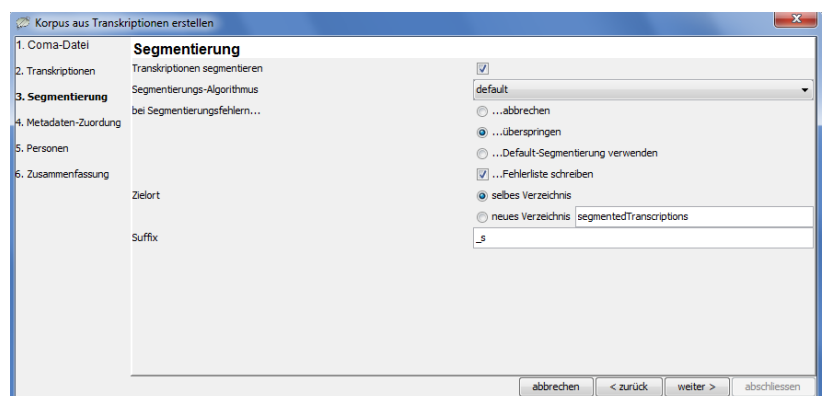 Korpus aus Transkriptionen erstellen
1. Coma-Datei
2. Transkriptionen
3. Segmentierung
4. Metadaten-Zuordung
5. Personen
6. Zusammenfassung
Segmentierung
Transkriptionen segmentieren
Segmentierungs-Algorithmus default
bei Segmentierungsfehlern... ...abbrechen
...überspringen
...Default-Segmentierung verwenden
...Fehlerliste schreiben
Zielort selbes Verzeichnis
neues Verzeichnis segmentedTranscriptions
Suffix _s
abbrechen < zurück weiter > abschliessen